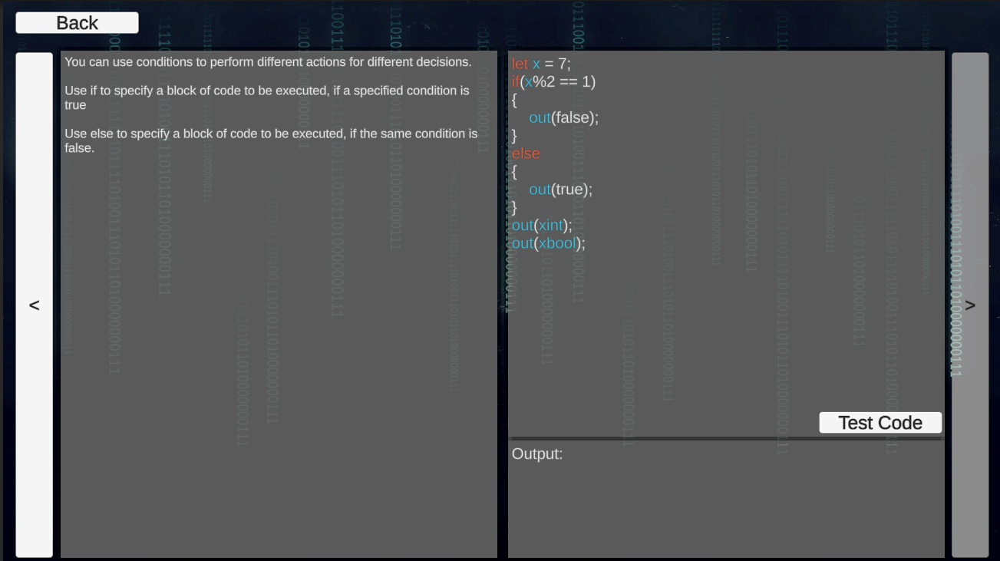 Back
You can use conditions to perform different actions for different decisions.
Use if to specify a block of code to be executed, if a specified condition is
true
Use else to specify a block of code to be executed, if the same condition is
false.
<
let x = 7;
if(x%2 == 1)
{
out(false);
}
else
{
out(true);
}
out(xint);
out(xbool);
>
Test Code
Output: